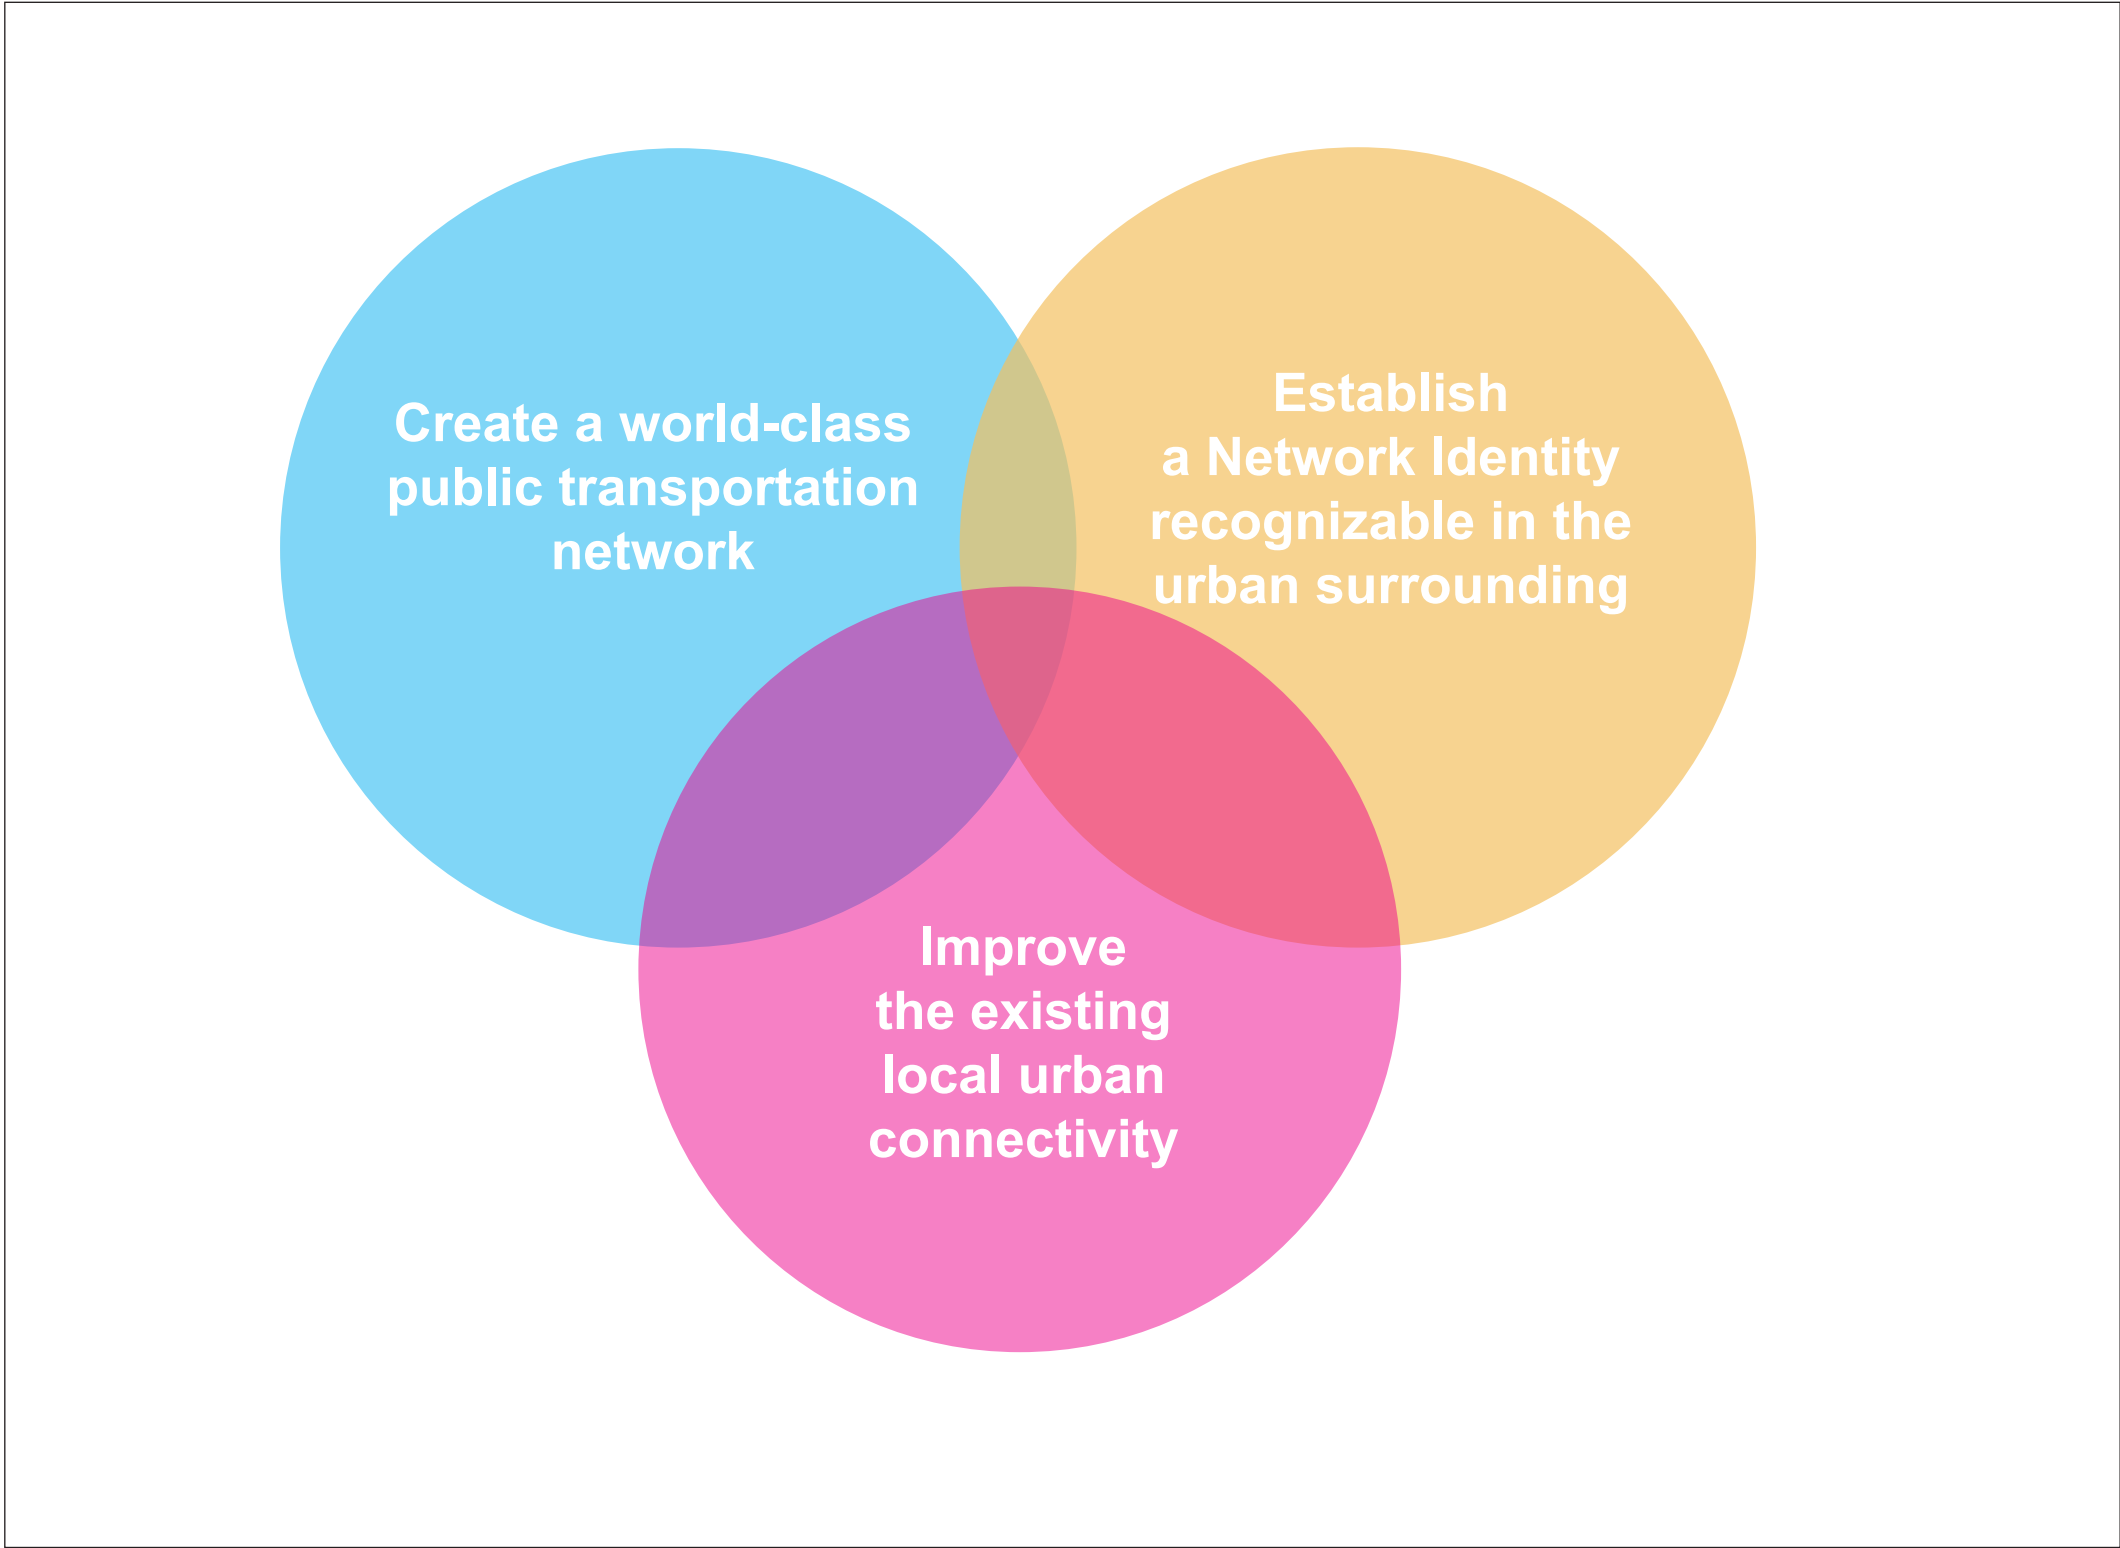 Create a world-class
public transportation
network
Establish
a Network Identity
recognizable in the
urban surrounding
Improve
the existing
local urban
connectivity